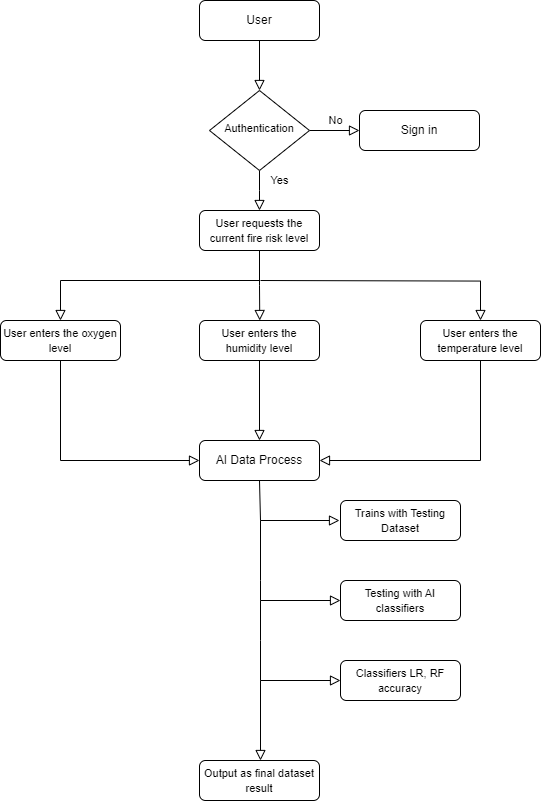 User
Authentication
No
Sign in
Yes
User requests the
current fire risk level
User enters the oxygen
level
User enters the
humidity level
User enters the
temperature level
AI Data Process
Trains with Testing
Dataset
Testing with AI
classifiers
Classifiers LR, RF
accuracy
Output as final dataset
result